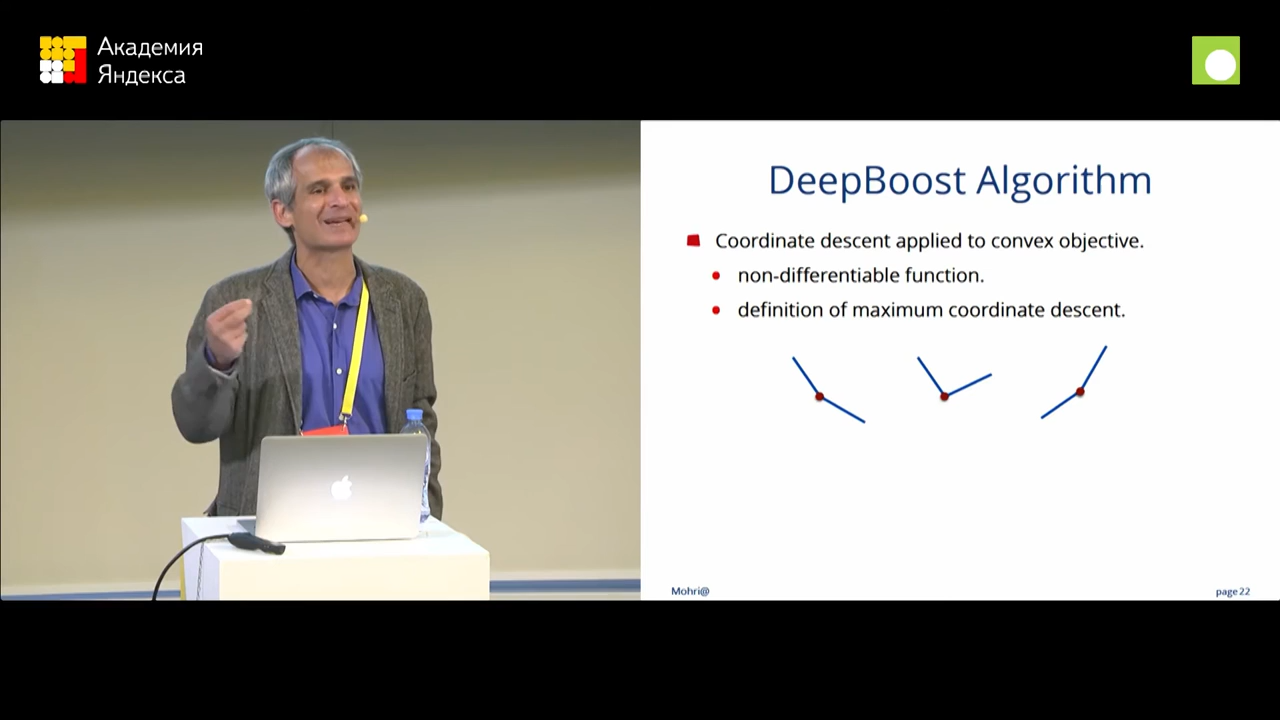 Академия
Яндекса
DeepBoost Algorithm
Coordinate descent applied to convex objective.
non-differentiable function.
definition of maximum coordinate descent.
Mohri@
page 22